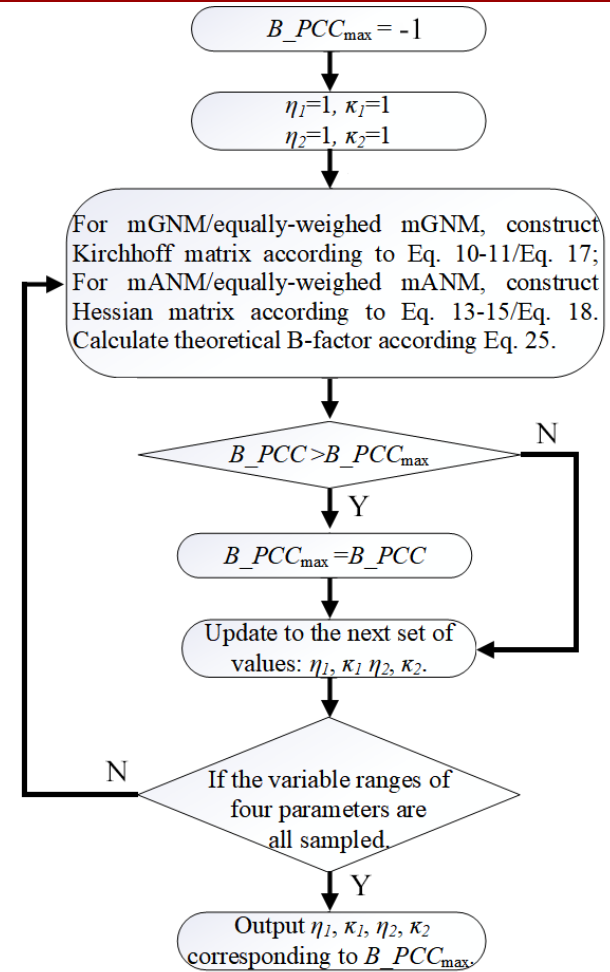 B_PCCmax = -1
η1=1, κ1=1
η2=1, κ2=1
For mGNM/equally-weighed mGNM, construct
Kirchhoff matrix according to Eq. 10-11/Eq. 17;
For mANM/equally-weighed mANM, construct
Hessian matrix according to Eq. 13-15/Eq. 18.
Calculate theoretical B-factor according Eq. 25.
B_PCC>B_PCCmax
N
Y
B_PCCmax=B_PCC
Update to the next set of
values: η1, κ1 η2, κ2.
N
If the variable ranges of
four parameters are
all sampled.
Y
Output η1, κ1, η2, κ2
corresponding to B_PCCmax.